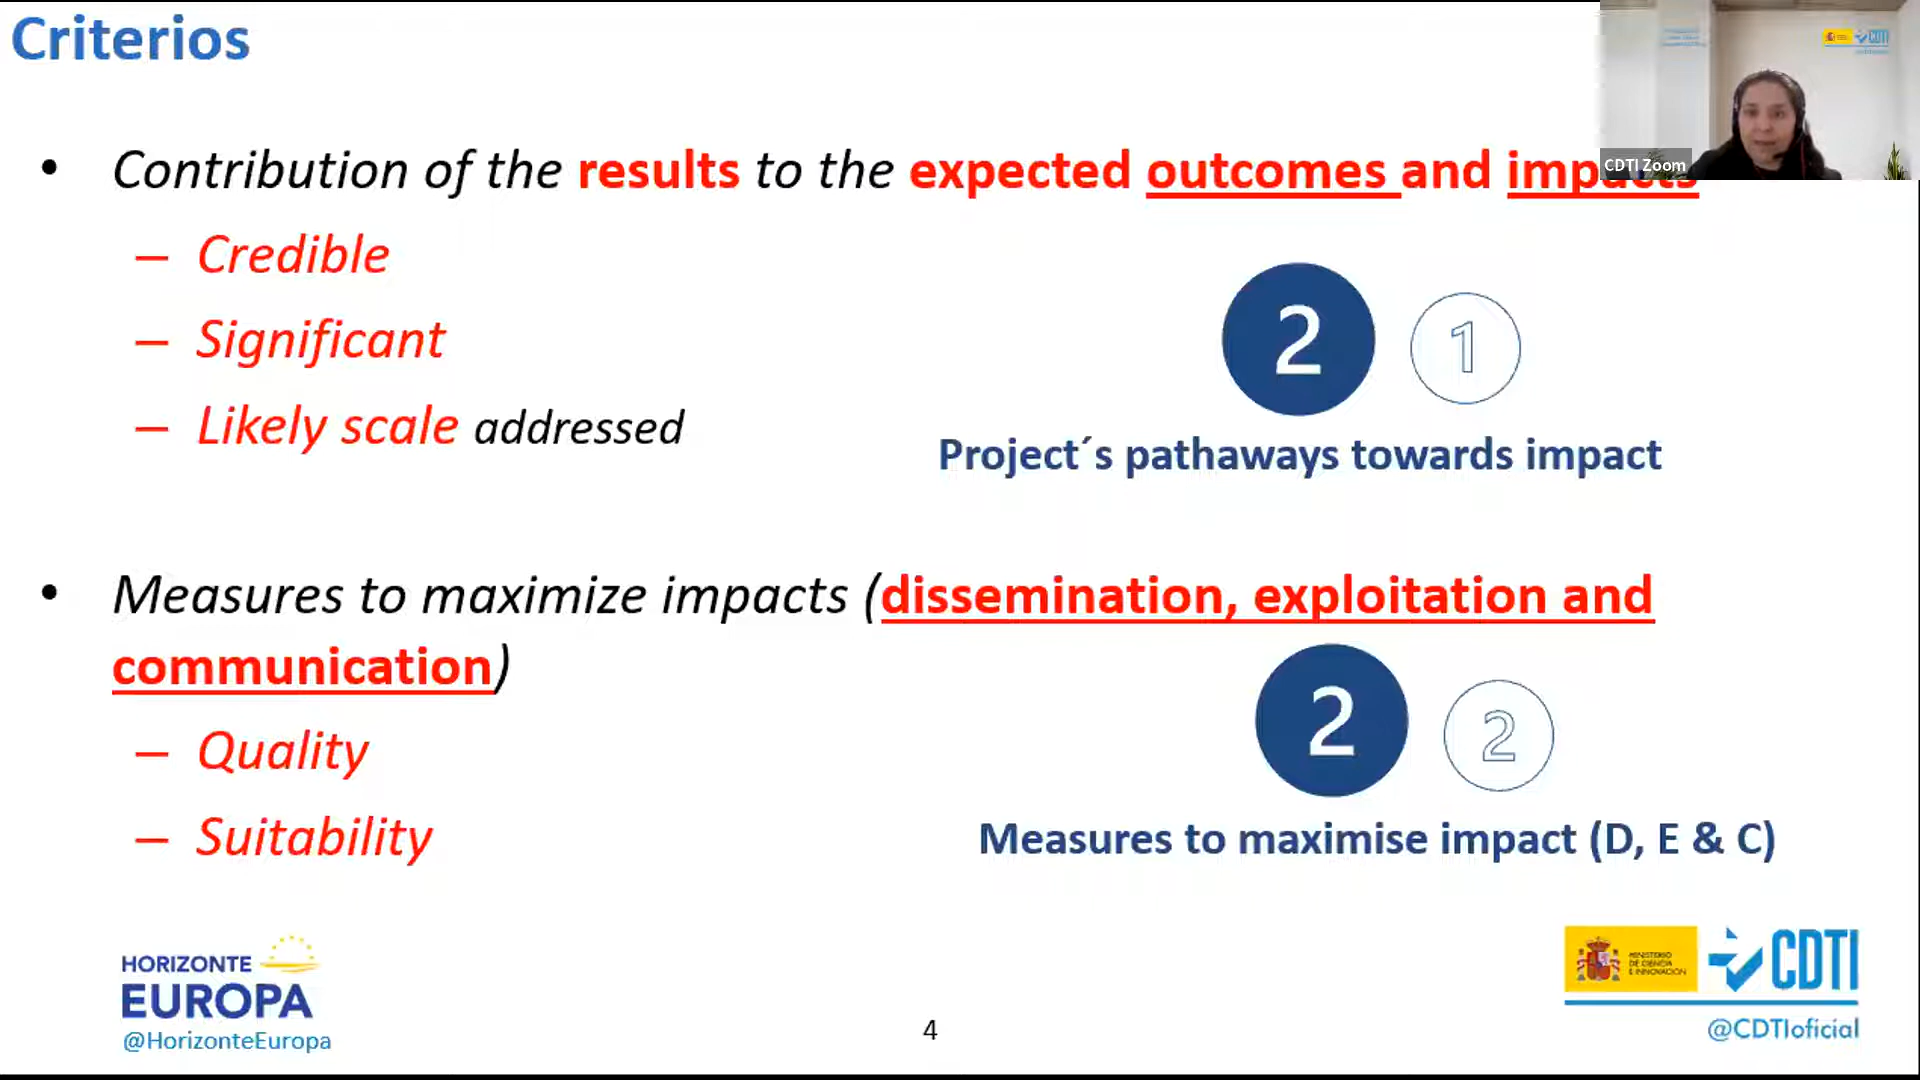 Criterios
CDTI
• Contribution of the results to the expected outcomes and impacts
CDTI Zoom
– Credible
– Significant
– Likely scale addressed
2 1
Project´s pathaways towards impact
• Measures to maximize impacts (dissemination, exploitation and
communication)
– Quality
– Suitability
2 2
Measures to maximise impact (D, E & C)
HORIZONTE
EUROPA
@HorizonteEuropa
4
MINISTERIO
DE CIENCIA
E INNOVACIÓN
CDTI
@CDTIoficial